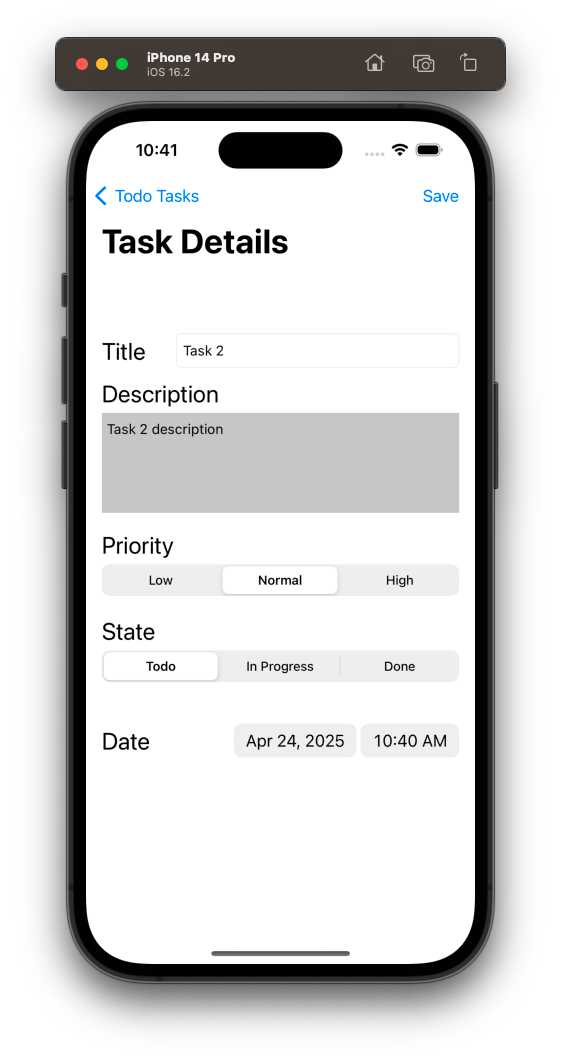 iPhone 14 Pro
iOS 16.2
10:41
Todo Tasks Save
Task Details
Title Task 2
Description
Task 2 description
Priority
Low Normal High
State
Todo In Progress Done
Date Apr 24, 2025 10:40 AM